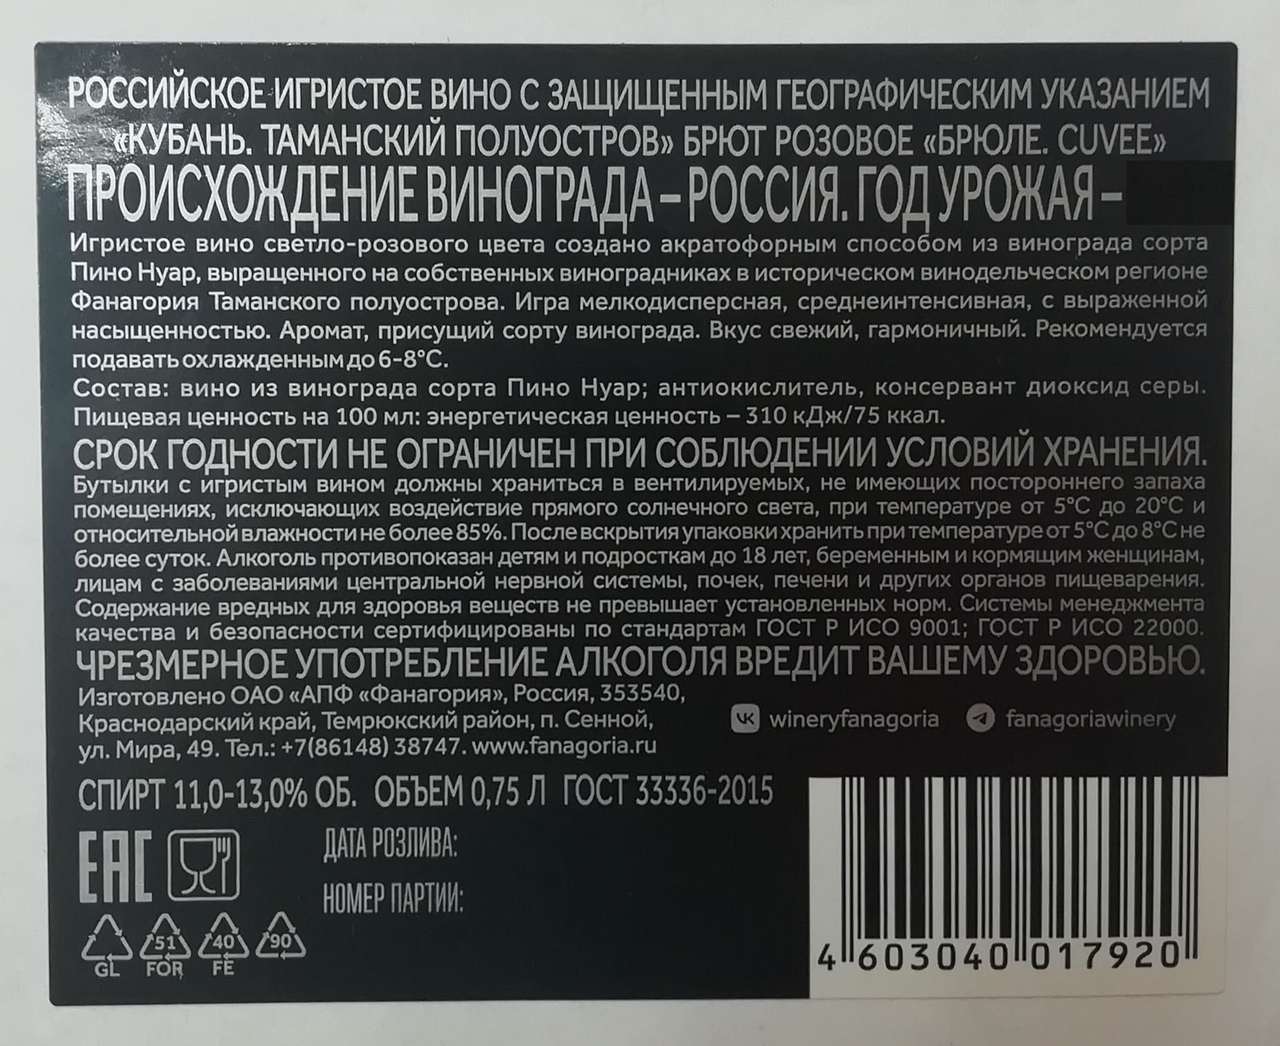 РОССИЙСКОЕ ИГРИСТОЕ ВИНО С ЗАЩИЩЕННЫМ ГЕОГРАФИЧЕСКИМ УКАЗАНИЕМ
«КУБАНЬ. ТАМАНСКИЙ ПОЛУОСТРОВ» БРЮТ РОЗОВОЕ «БРЮЛЕ. CUVEE»
ПРОИСХОЖДЕНИЕ ВИНОГРАДА – РОССИЯ. ГОД УРОЖАЯ –
Игристое вино светло-розового цвета создано акратофорным способом из винограда сорта
Пино Нуар, выращенного на собственных виноградниках в историческом винодельческом регионе
Фанагория Таманского полуострова. Игра мелкодисперсная, среднеинтенсивная, с выраженной
насыщенностью. Аромат, присущий сорту винограда. Вкус свежий, гармоничный. Рекомендуется
подавать охлажденным до 6-8°С.
Состав: вино из винограда сорта Пино Нуар; антиокислитель, консервант диоксид серы.
Пищевая ценность на 100 мл: энергетическая ценность – 310 кДж/75 ккал.
СРОК ГОДНОСТИ НЕ ОГРАНИЧЕН ПРИ СОБЛЮДЕНИИ УСЛОВИЙ ХРАНЕНИЯ.
Бутылки с игристым вином должны храниться в вентилируемых, не имеющих постороннего запаха
помещениях, исключающих воздействие прямого солнечного света, при температуре от 5°С до 20°С и
относительной влажности не более 85%. После вскрытия упаковки хранить при температуре от 5°С до 8°С не
более суток. Алкоголь противопоказан детям и подросткам до 18 лет, беременным и кормящим женщинам,
лицам с заболеваниями центральной нервной системы, почек, печени и других органов пищеварения.
Содержание вредных для здоровья веществ не превышает установленных норм. Системы менеджмента
качества и безопасности сертифицированы по стандартам ГОСТ Р ИСО 9001; ГОСТ Р ИСО 22000.
ЧРЕЗМЕРНОЕ УПОТРЕБЛЕНИЕ АЛКОГОЛЯ ВРЕДИТ ВАШЕМУ ЗДОРОВЬЮ.
Изготовлено ОАО «АПФ «Фанагория», Россия, 353540,
Краснодарский край, Темрюкский район, п. Сенной,
ул. Мира, 49. Тел.: +7(86148) 38747. www.fanagoria.ru
wineryfanagoria fanagoriawinery
СПИРТ 11,0-13,0% ОБ. ОБЪЕМ 0,75 Л ГОСТ 33336-2015
EAC
ДАТА РОЗЛИВА:
НОМЕР ПАРТИИ:
51 40 90
GL FOR FE
4 603040 017920